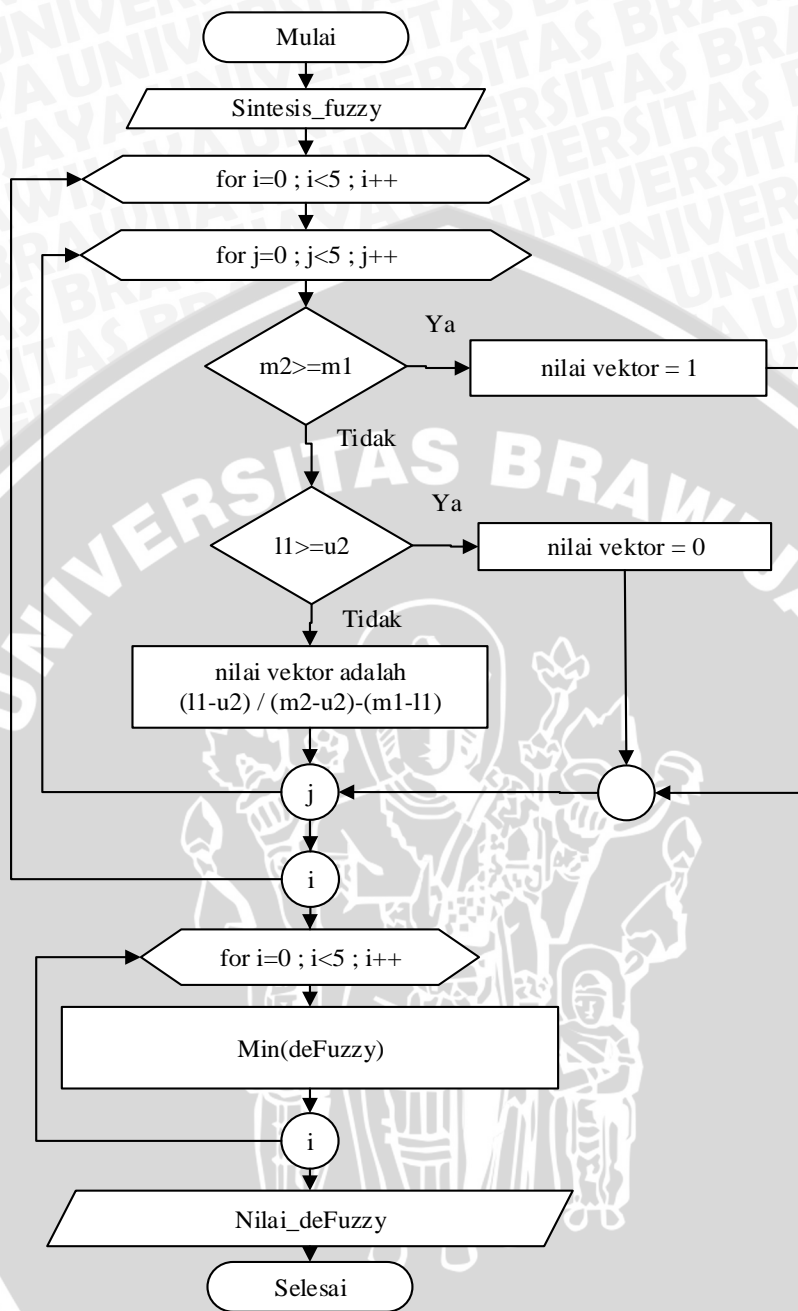 Mulai
Sintesis_fuzzy
for i=0 ; i<5 ; i++
for j=0 ; j<5 ; j++
Ya
m2>=m1
nilai vektor = 1
Tidak
Ya
l1>=u2
nilai vektor = 0
Tidak
nilai vektor adalah
(l1-u2) / (m2-u2)-(m1-l1)
j
i
for i=0 ; i<5 ; i++
Min(deFuzzy)
i
Nilai_deFuzzy
Selesai
UNIVERSITAS BRAWIJAYA